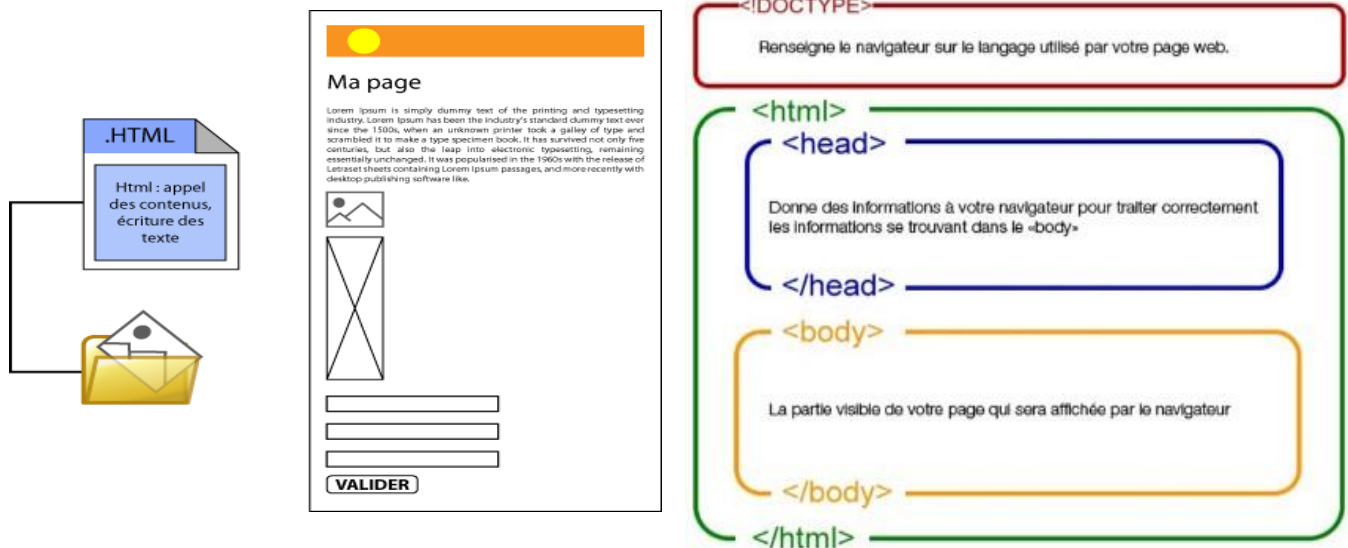 .HTML
Html : appel
des contenus,
écriture des
texte
Ma page
Lorem Ipsum is simply dummy text of the printing and typesetting
industry. Lorem Ipsum has been the industry's standard dummy text ever
since the 1500s, when an unknown printer took a galley of type and
scrambled it to make a type specimen book. It has survived not only five
centuries, but also the leap into electronic typesetting, remaining
essentially unchanged. It was popularised in the 1960s with the release of
Letraset sheets containing Lorem Ipsum passages, and more recently with
desktop publishing software like.
VALIDER
<!DOCTYPE>
Renseigne le navigateur sur le langage utilisé par votre page web.
<html>
<head>
Donne des informations à votre navigateur pour traiter correctement
les informations se trouvant dans le «body»
</head>
<body>
La partie visible de votre page qui sera affichée par le navigateur
</body>
</html>